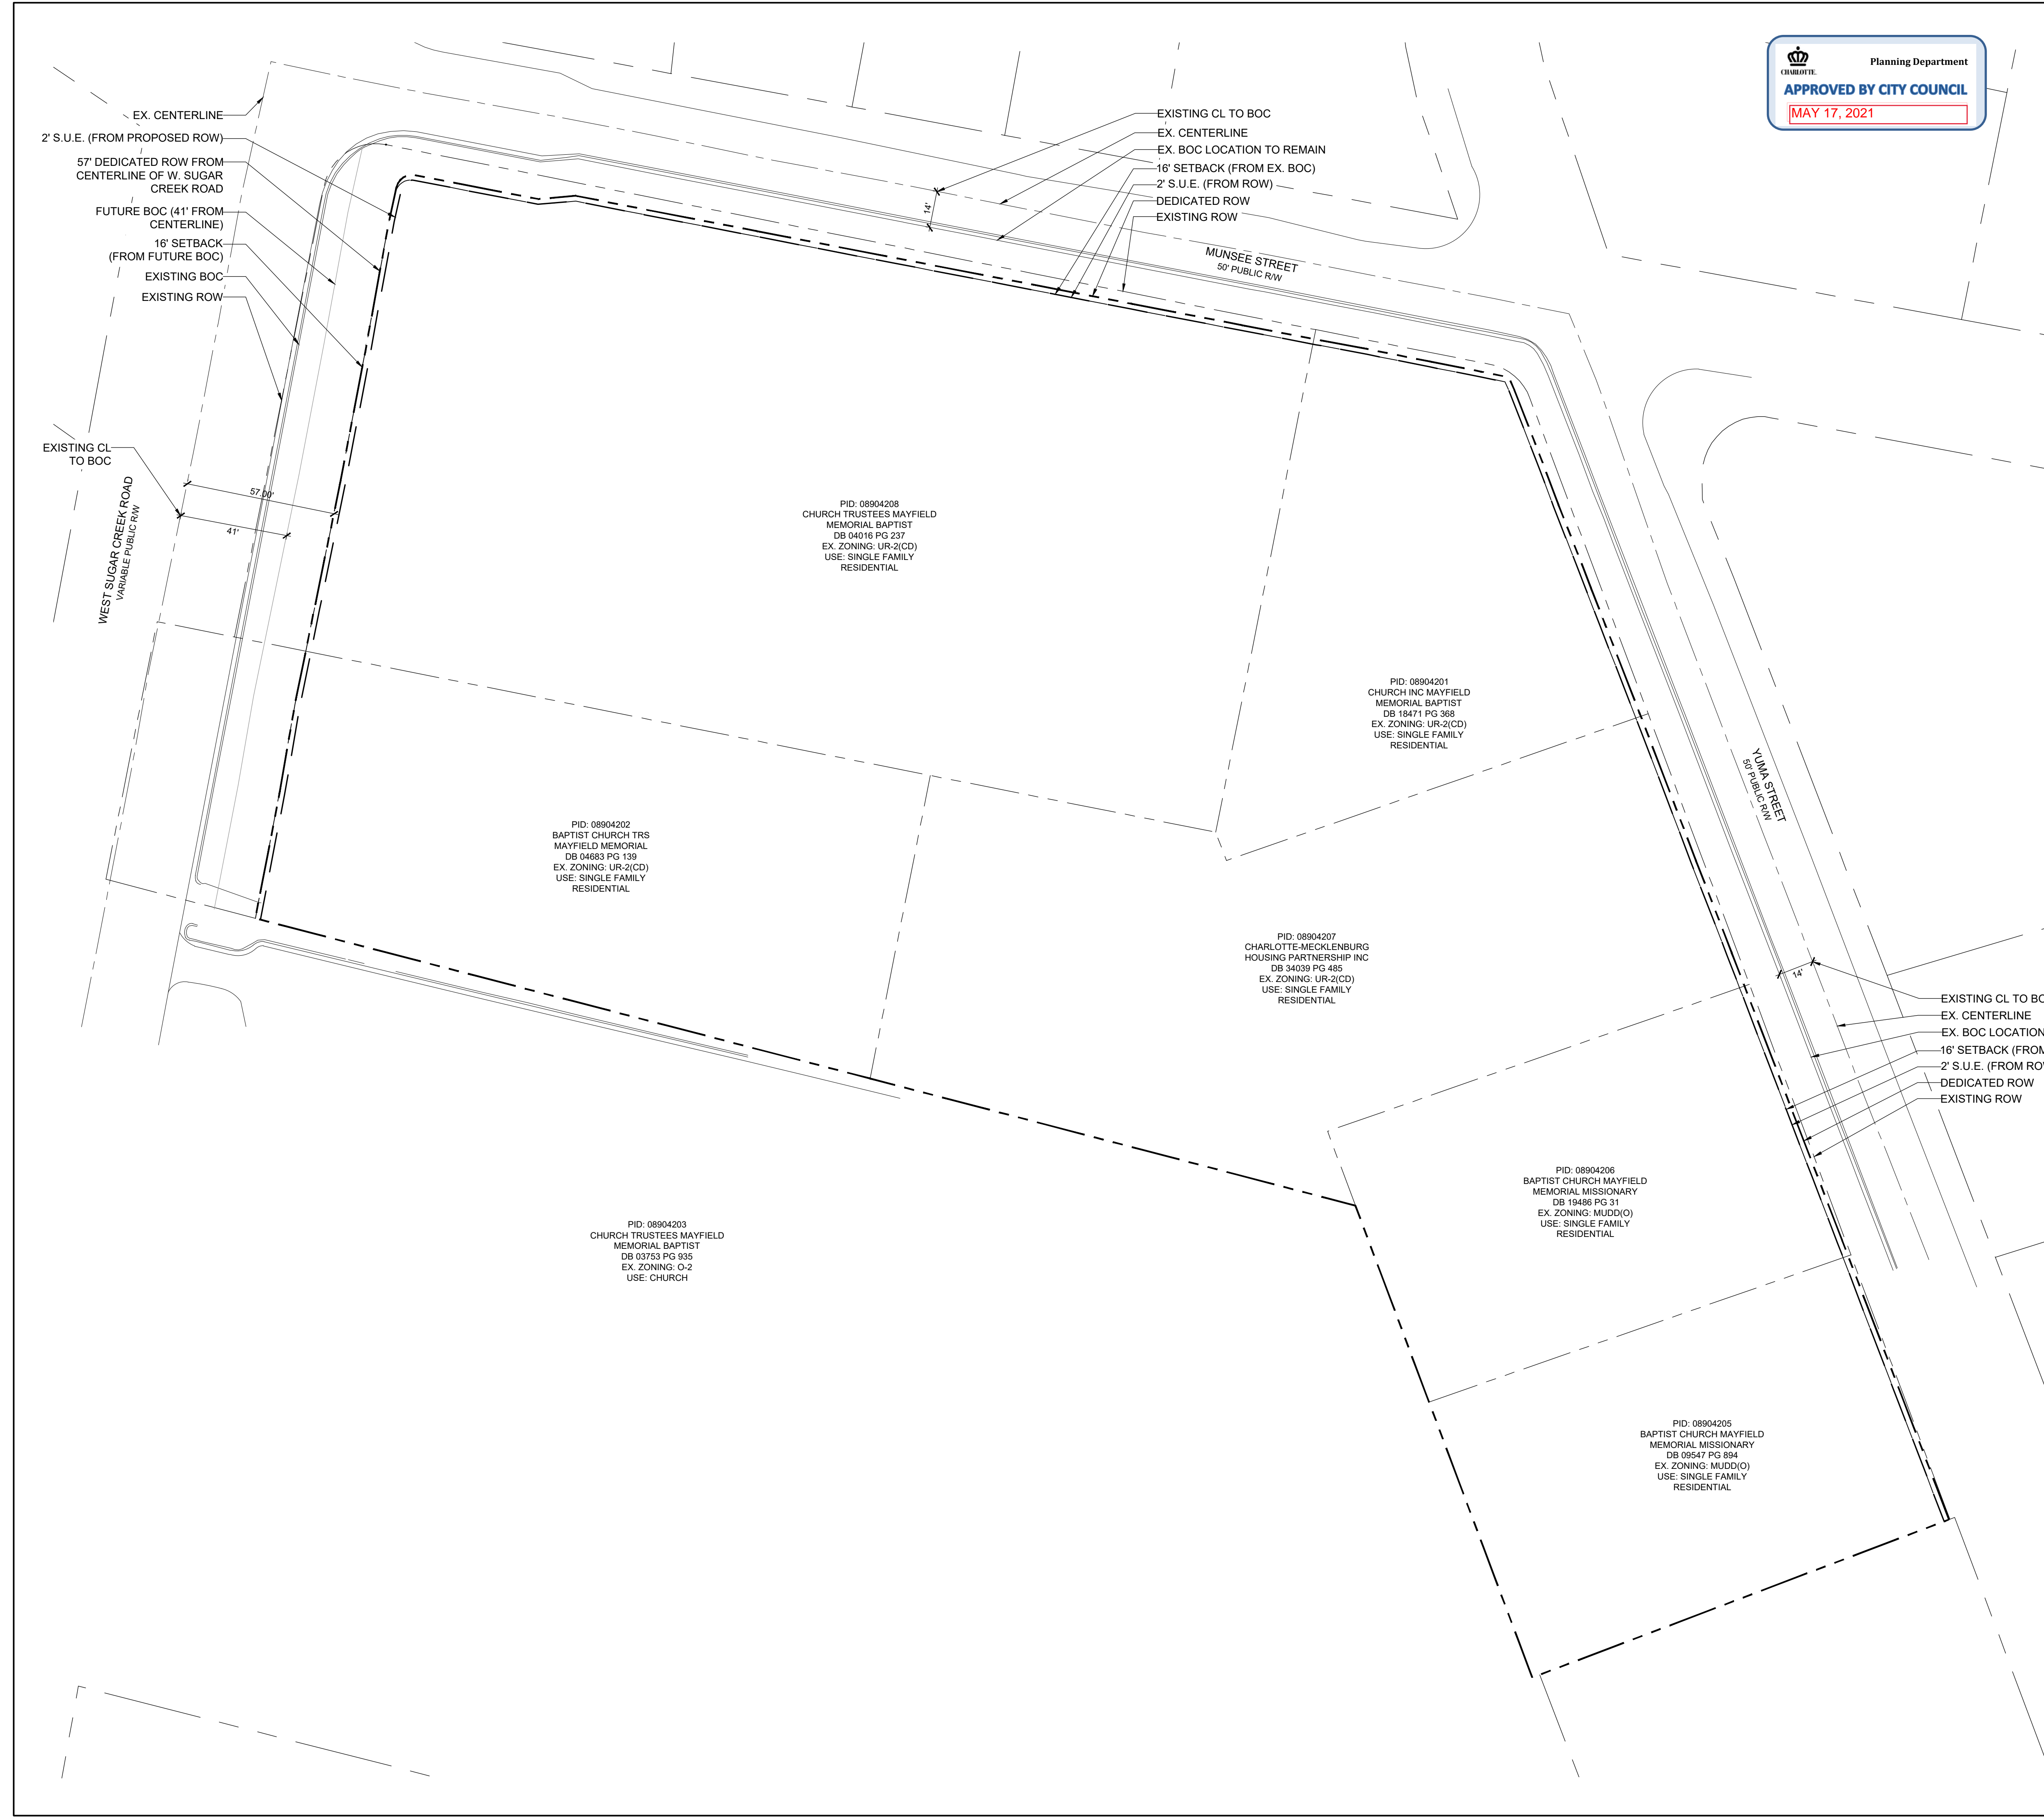 CHARLOTTE.
Planning Department
APPROVED BY CITY COUNCIL
MAY 17, 2021
EX. CENTERLINE
2' S.U.E. (FROM PROPOSED ROW)
57' DEDICATED ROW FROM
CENTERLINE OF W. SUGAR
CREEK ROAD
FUTURE BOC (41' FROM
CENTERLINE)
16' SETBACK
(FROM FUTURE BOC)
EXISTING BOC
EXISTING ROW
EXISTING CL TO BOC
EX. CENTERLINE
EX. BOC LOCATION TO REMAIN
16' SETBACK (FROM EX. BOC)
2' S.U.E. (FROM ROW)
DEDICATED ROW
EXISTING ROW
14'
MUNSEE STREET
50' PUBLIC R/W
EXISTING CL
TO BOC
57.00'
41'
WEST SUGAR CREEK ROAD
VARIABLE PUBLIC R/W
PID: 08904208
CHURCH TRUSTEES MAYFIELD
MEMORIAL BAPTIST
DB 04016 PG 237
EX. ZONING: UR-2(CD)
USE: SINGLE FAMILY
RESIDENTIAL
PID: 08904201
CHURCH INC MAYFIELD
MEMORIAL BAPTIST
DB 18471 PG 368
EX. ZONING: UR-2(CD)
USE: SINGLE FAMILY
RESIDENTIAL
YUMA STREET
50' PUBLIC R/W
PID: 08904202
BAPTIST CHURCH TRS
MAYFIELD MEMORIAL
DB 04683 PG 139
EX. ZONING: UR-2(CD)
USE: SINGLE FAMILY
RESIDENTIAL
PID: 08904207
CHARLOTTE-MECKLENBURG
HOUSING PARTNERSHIP INC
DB 34039 PG 485
EX. ZONING: UR-2(CD)
USE: SINGLE FAMILY
RESIDENTIAL
14'
EXISTING CL TO BO
EX. CENTERLINE
EX. BOC LOCATION
16' SETBACK (FROM
2' S.U.E. (FROM RO
DEDICATED ROW
EXISTING ROW
PID: 08904206
BAPTIST CHURCH MAYFIELD
MEMORIAL MISSIONARY
DB 19486 PG 31
EX. ZONING: MUDD(O)
USE: SINGLE FAMILY
RESIDENTIAL
PID: 08904203
CHURCH TRUSTEES MAYFIELD
MEMORIAL BAPTIST
DB 03753 PG 935
EX. ZONING: O-2
USE: CHURCH
PID: 08904205
BAPTIST CHURCH MAYFIELD
MEMORIAL MISSIONARY
DB 09547 PG 894
EX. ZONING: MUDD(O)
USE: SINGLE FAMILY
RESIDENTIAL